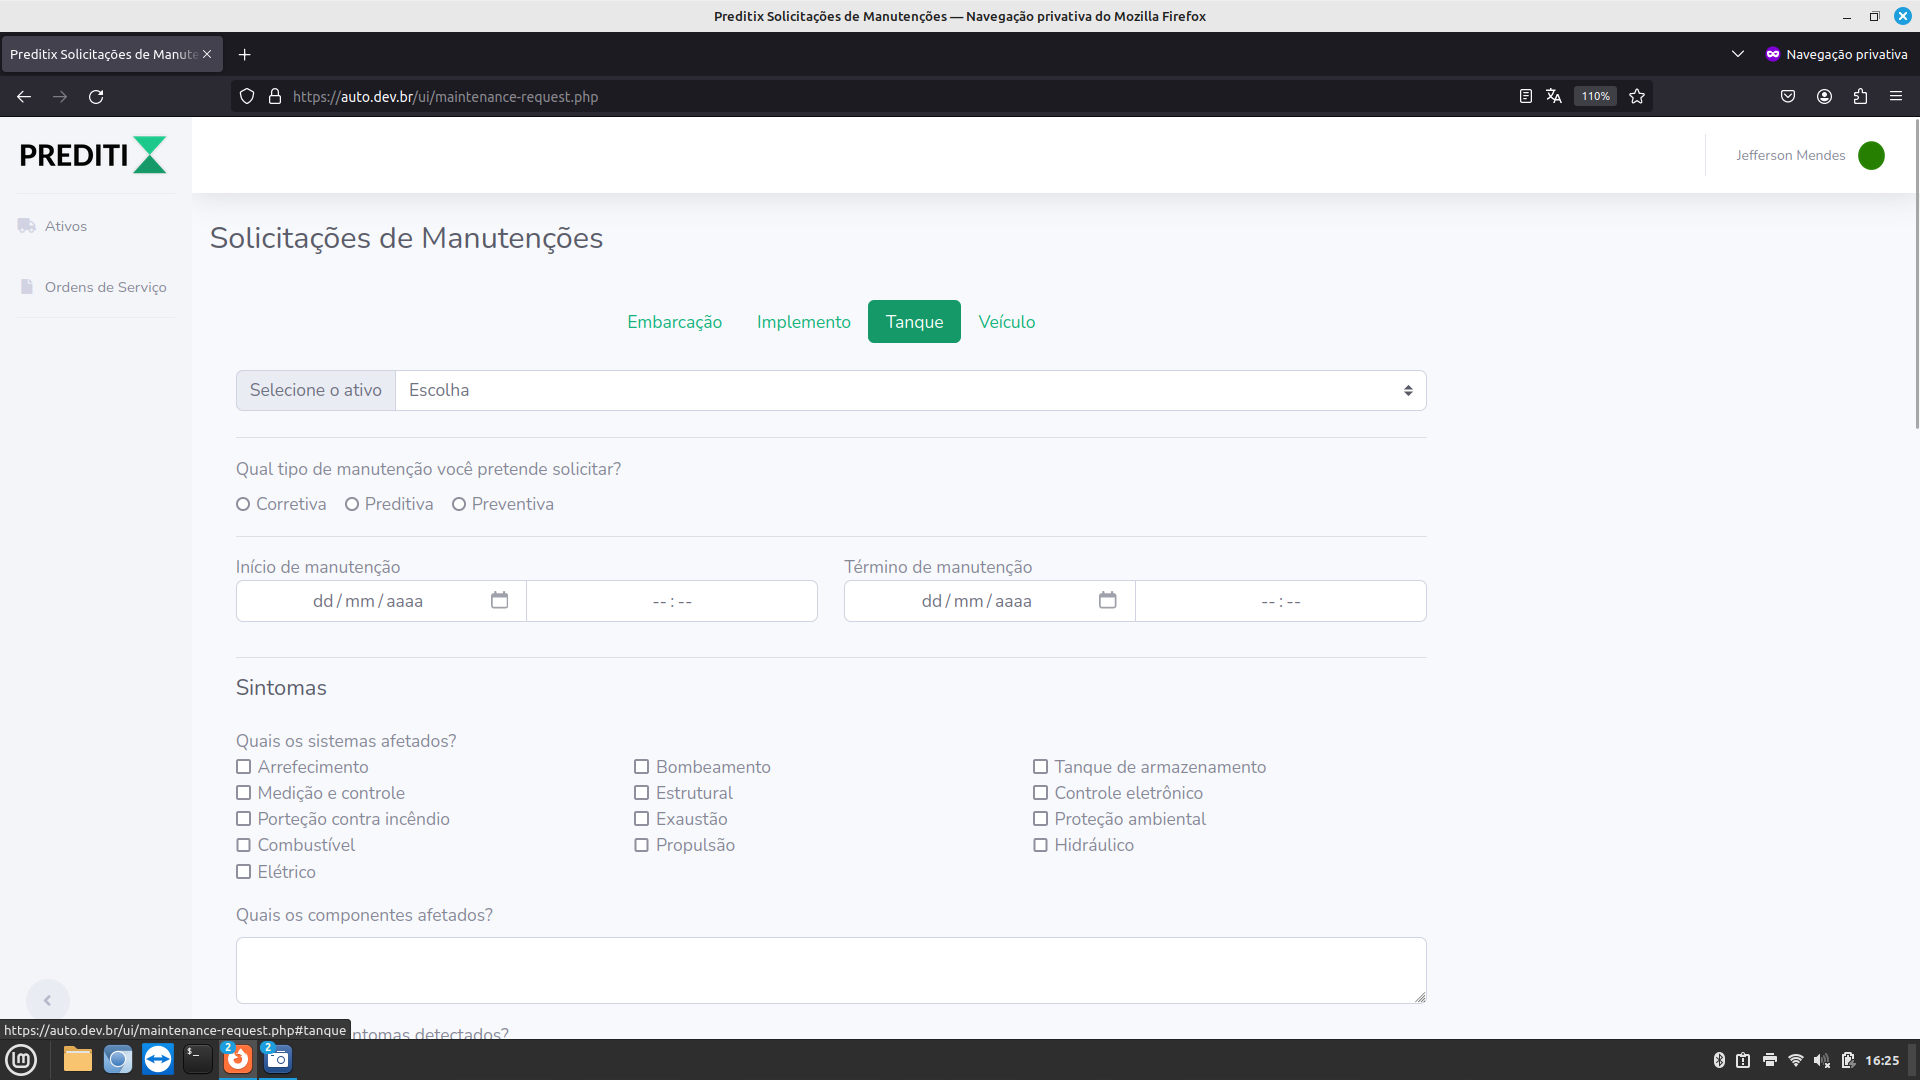 Preditix Solicitações de Manutenções — Navegação privativa do Mozilla Firefox
Preditix Solicitações de Manute
Navegação privativa
https://auto.dev.br/ui/maintenance-request.php
110%
PREDITI
Jefferson Mendes
Ativos
Ordens de Serviço
Solicitações de Manutenções
Embarcação Implemento Tanque Veículo
Selecione o ativo Escolha
Qual tipo de manutenção você pretende solicitar?
Corretiva Preditiva Preventiva
Início de manutenção Término de manutenção
dd/mm/aaaa --:-- dd/mm/aaaa --:--
Sintomas
Quais os sistemas afetados?
Arrefecimento Bombeamento Tanque de armazenamento
Medição e controle Estrutural Controle eletrônico
Porteção contra incêndio Exaustão Proteção ambiental
Combustível Propulsão Hidráulico
Elétrico
Quais os componentes afetados?
https://auto.dev.br/ui/maintenance-request.php#tanque
ntomas detectados?
2 2
16:25